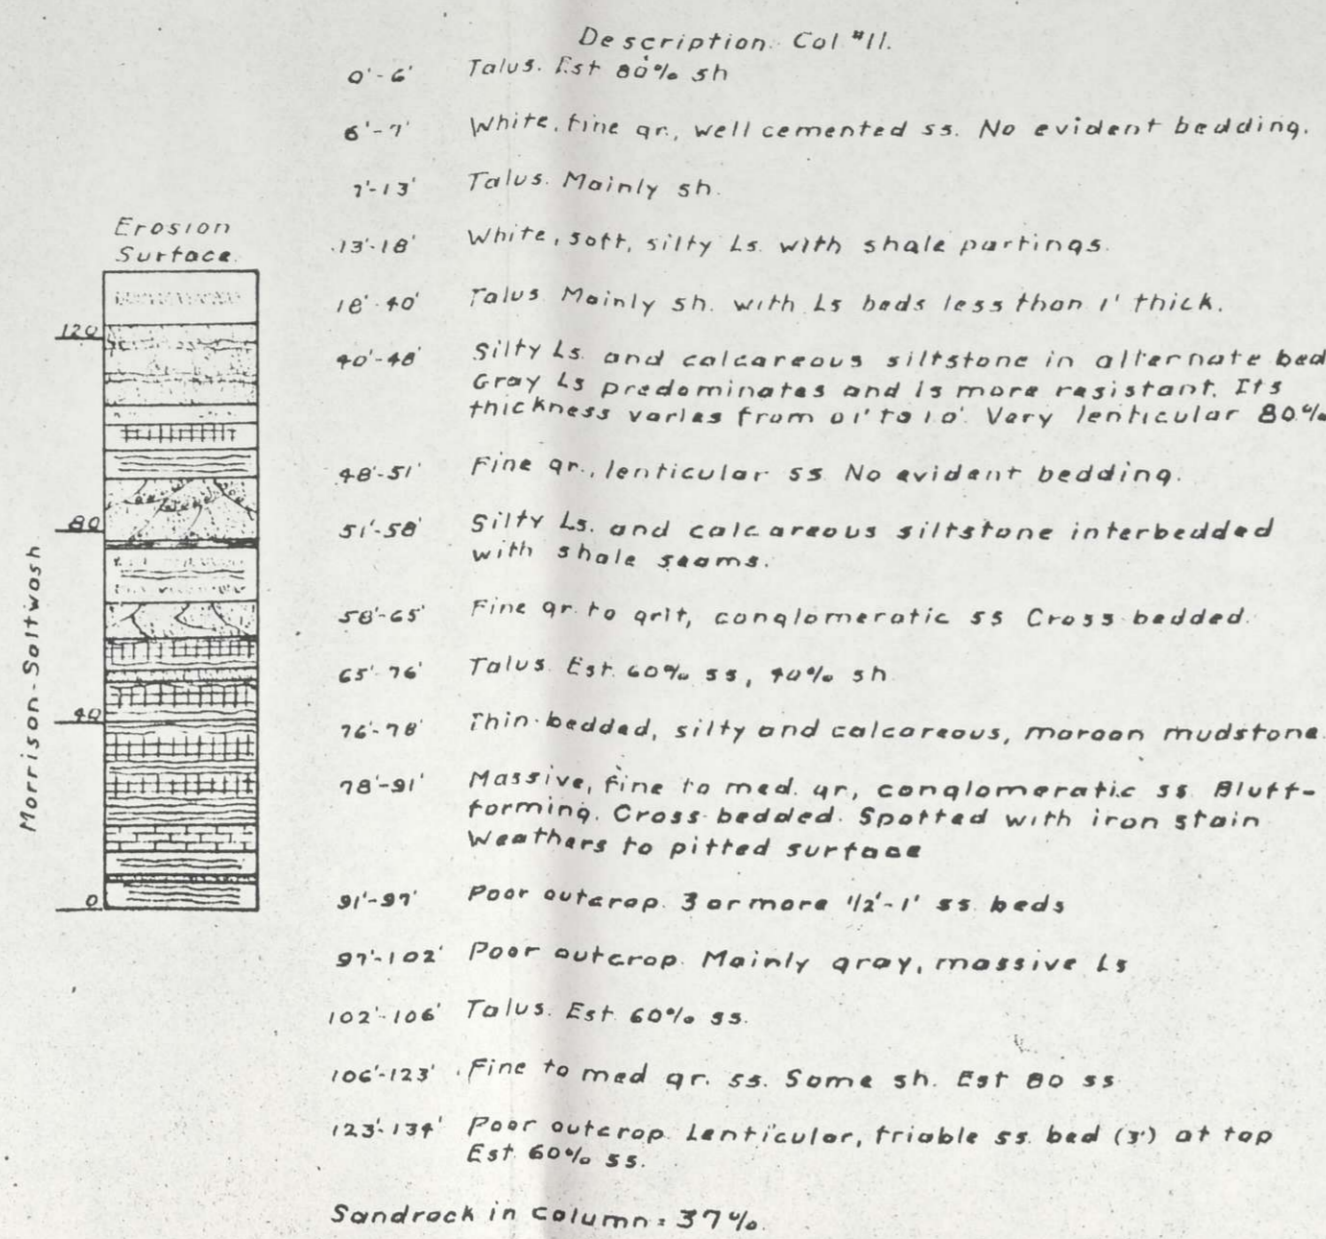 Description. Col #11.
0'-6' Talus. Est 80% sh
6'-7' White, fine gr., well cemented ss. No evident bedding.
7'-13' Talus. Mainly sh.
13'-18' White, soft, silty Ls. with shale partings.
18'-40' Talus. Mainly sh. with Ls beds less than 1' thick.
40'-48' Silty Ls. and calcareous siltstone in alternate bed
Gray Ls predominates and is more resistant. Its
thickness varies from 0.1' to 1.0'. Very lenticular 80%
48'-51' Fine gr., lenticular ss. No evident bedding.
51'-58' Silty Ls. and calcareous siltstone interbedded
with shale seams.
58'-65' Fine gr. to grit, conglomeratic ss Cross bedded.
65'-76' Talus. Est. 60% ss, 40% sh
76'-78' Thin-bedded, silty and calcareous, maroon mudstone.
78'-91' Massive, fine to med. gr., conglomeratic ss. Bluff-
forming. Cross-bedded. Spotted with iron stain
Weathers to pitted surface
91'-97' Poor outcrop. 3 or more 1/2'-1' ss. beds
97'-102' Poor outcrop. Mainly gray, massive Ls
102'-106' Talus. Est. 60% ss.
106'-123' Fine to med gr. ss. Some sh. Est 80 ss
123'-134' Poor outcrop. Lenticular, friable ss. bed (3') at top
Est. 60% ss.
Sandrock in column = 37%.
Erosion
Surface.
120
80
40
0
Morrison-Saltwash